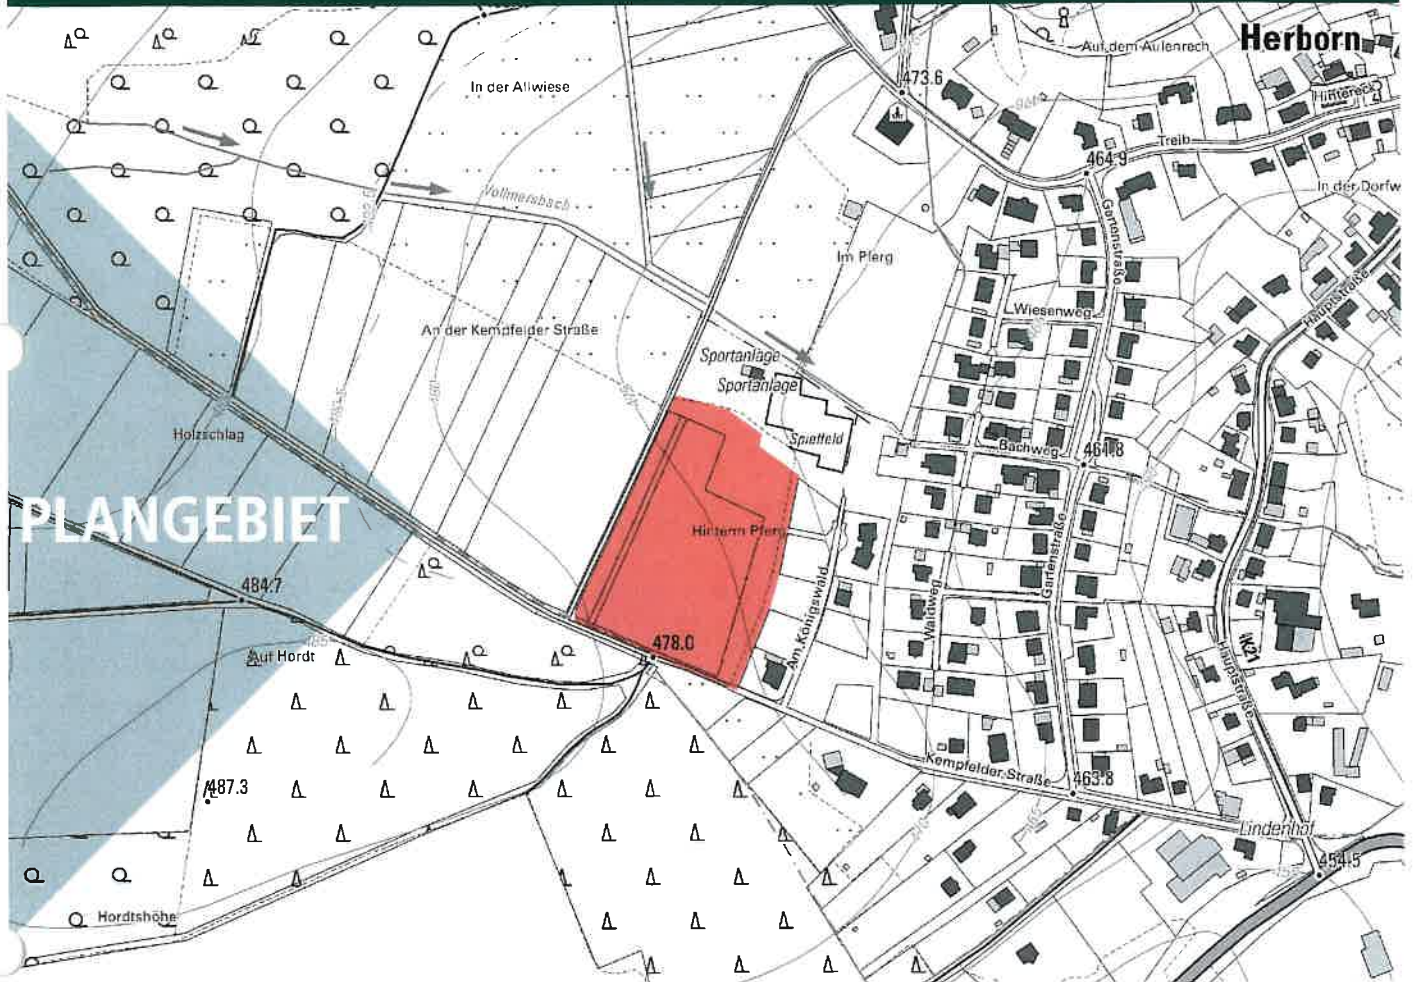 Herborn
Auf dem Aulenrech
473.6
In der Allwiese
Hintereck
Treib
464.9
In der Dorfw
Vollmersbach
Gartenstraße
Im Pferg
Hauptstraße
Wiesenweg
An der Kempfelder Straße
Sportanlage
Sportanlage
Holzschlag
Spielfeld
Bachweg
461.8
PLANGEBIET
Hinterm Pferg
Gartenstraße
484.7
Am Königswald
Waldweg
478.0
Auf Hordt
485
K21
Hauptstraße
Kempfelder Straße
463.8
487.3
Lindenhof
454.5
Hordtshöhe